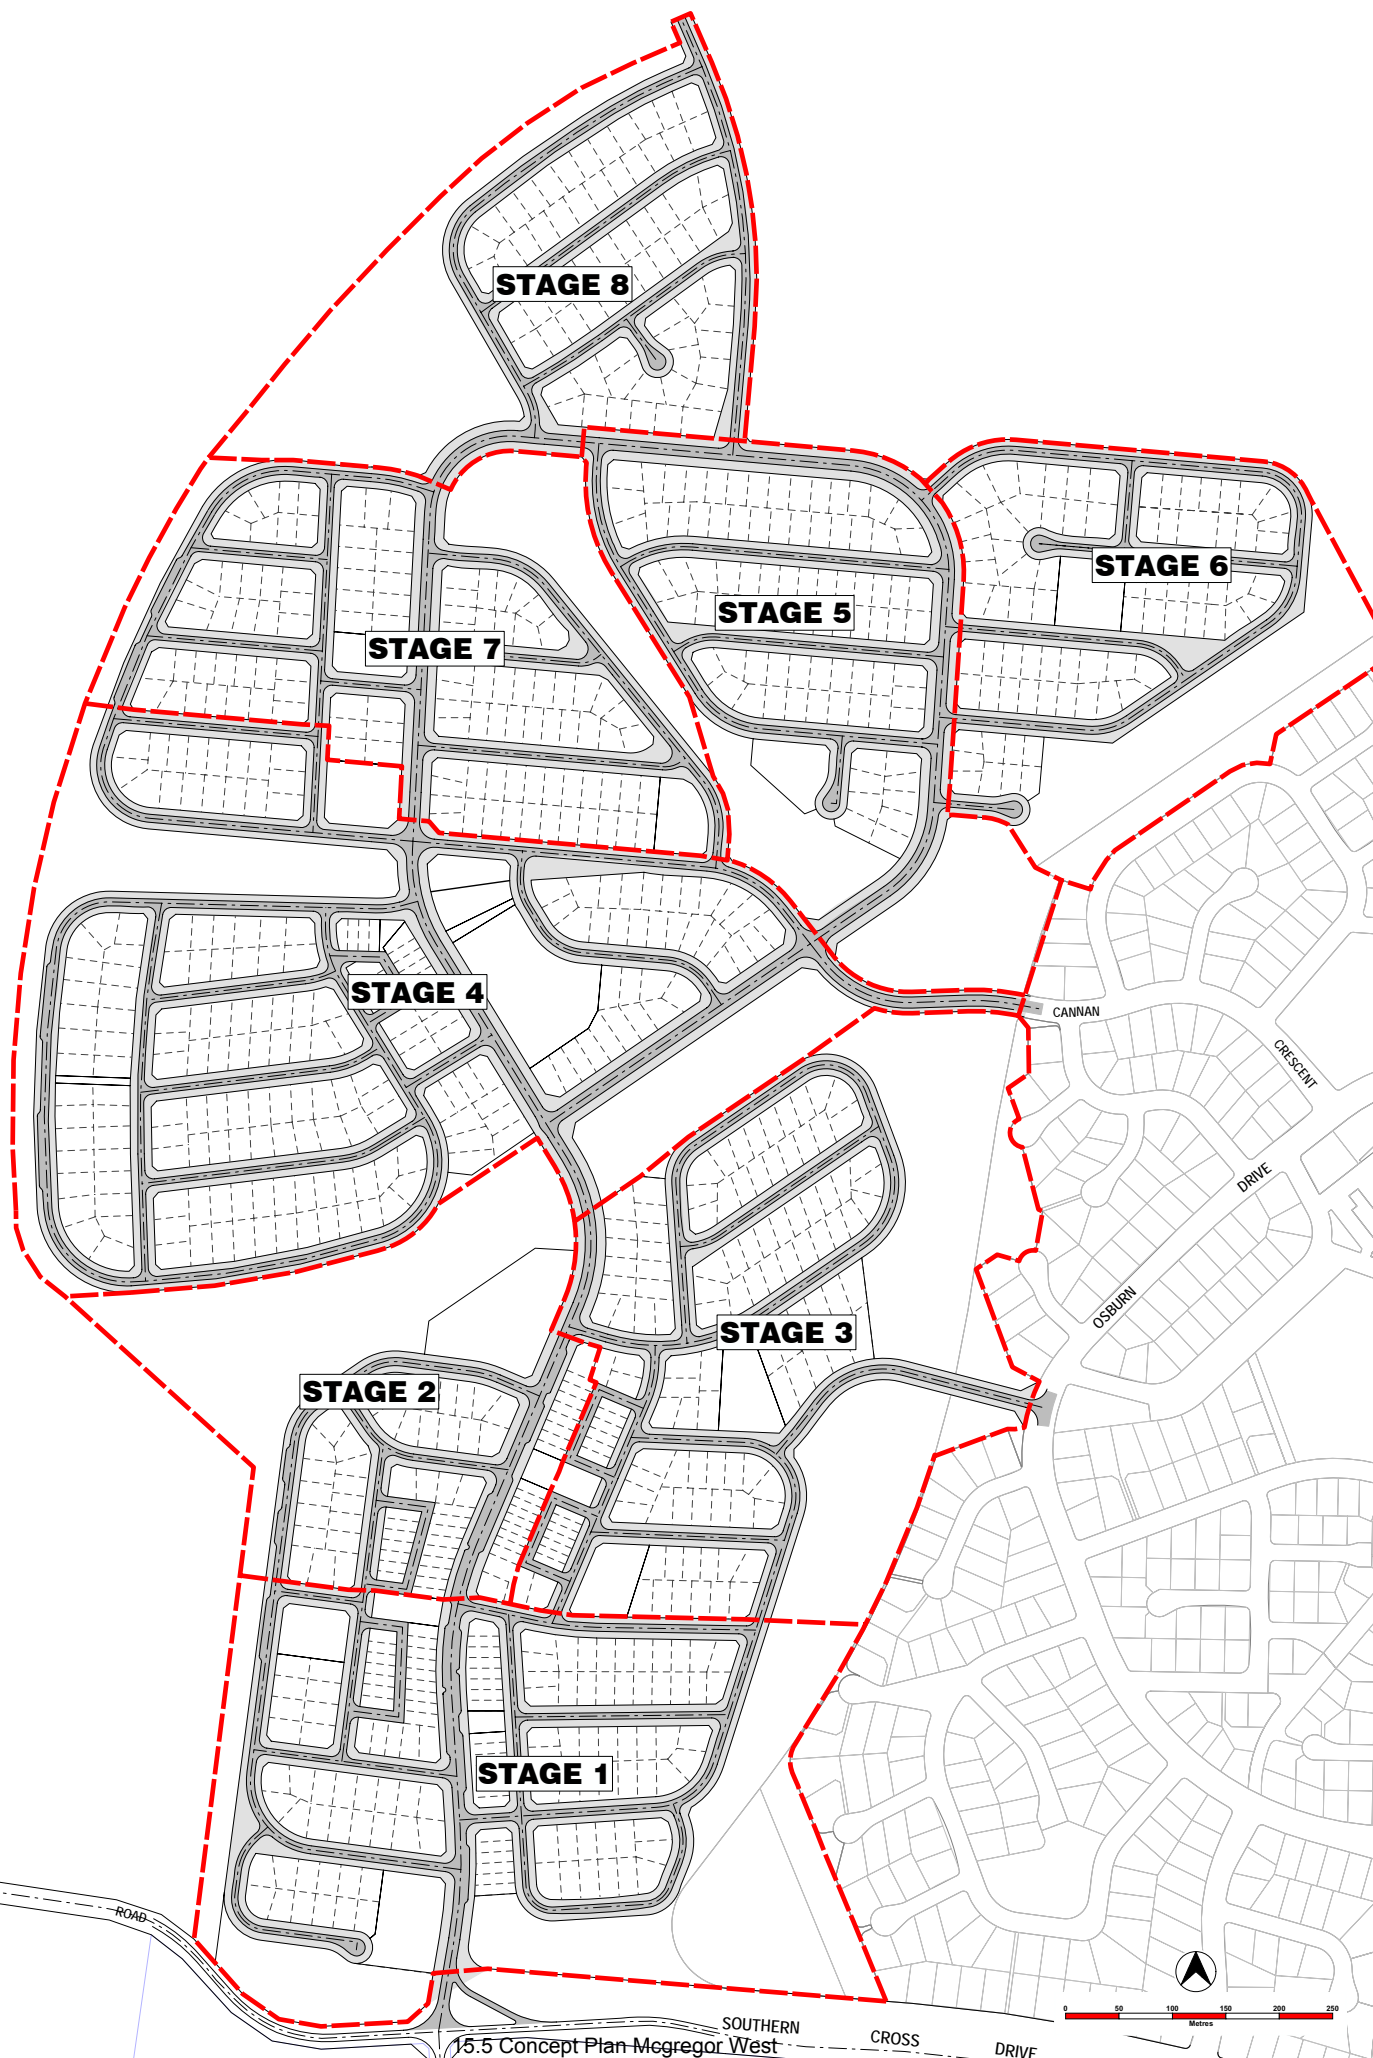 STAGE 8
STAGE 6
STAGE 5
STAGE 7
STAGE 4
CANNAN
CRESCENT
DRIVE
OSBURN
STAGE 3
STAGE 2
STAGE 1
ROAD
0 50 100 150 200 250
Metres
SOUTHERN CROSS DRIVE
15.5 Concept Plan Mcgregor West